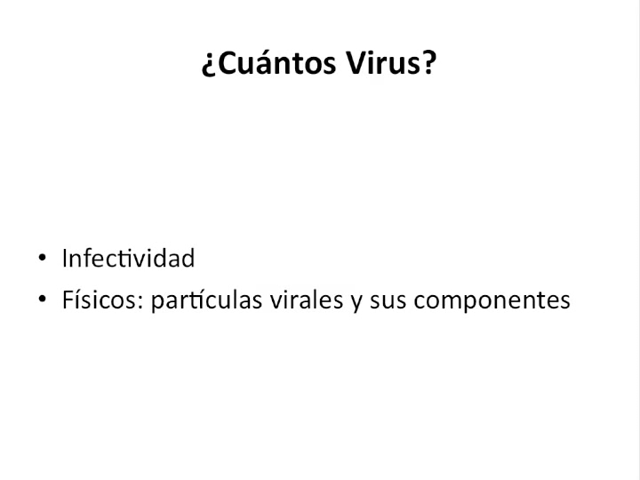 ¿Cuántos Virus?
• Infectividad
• Físicos: partículas virales y sus componentes